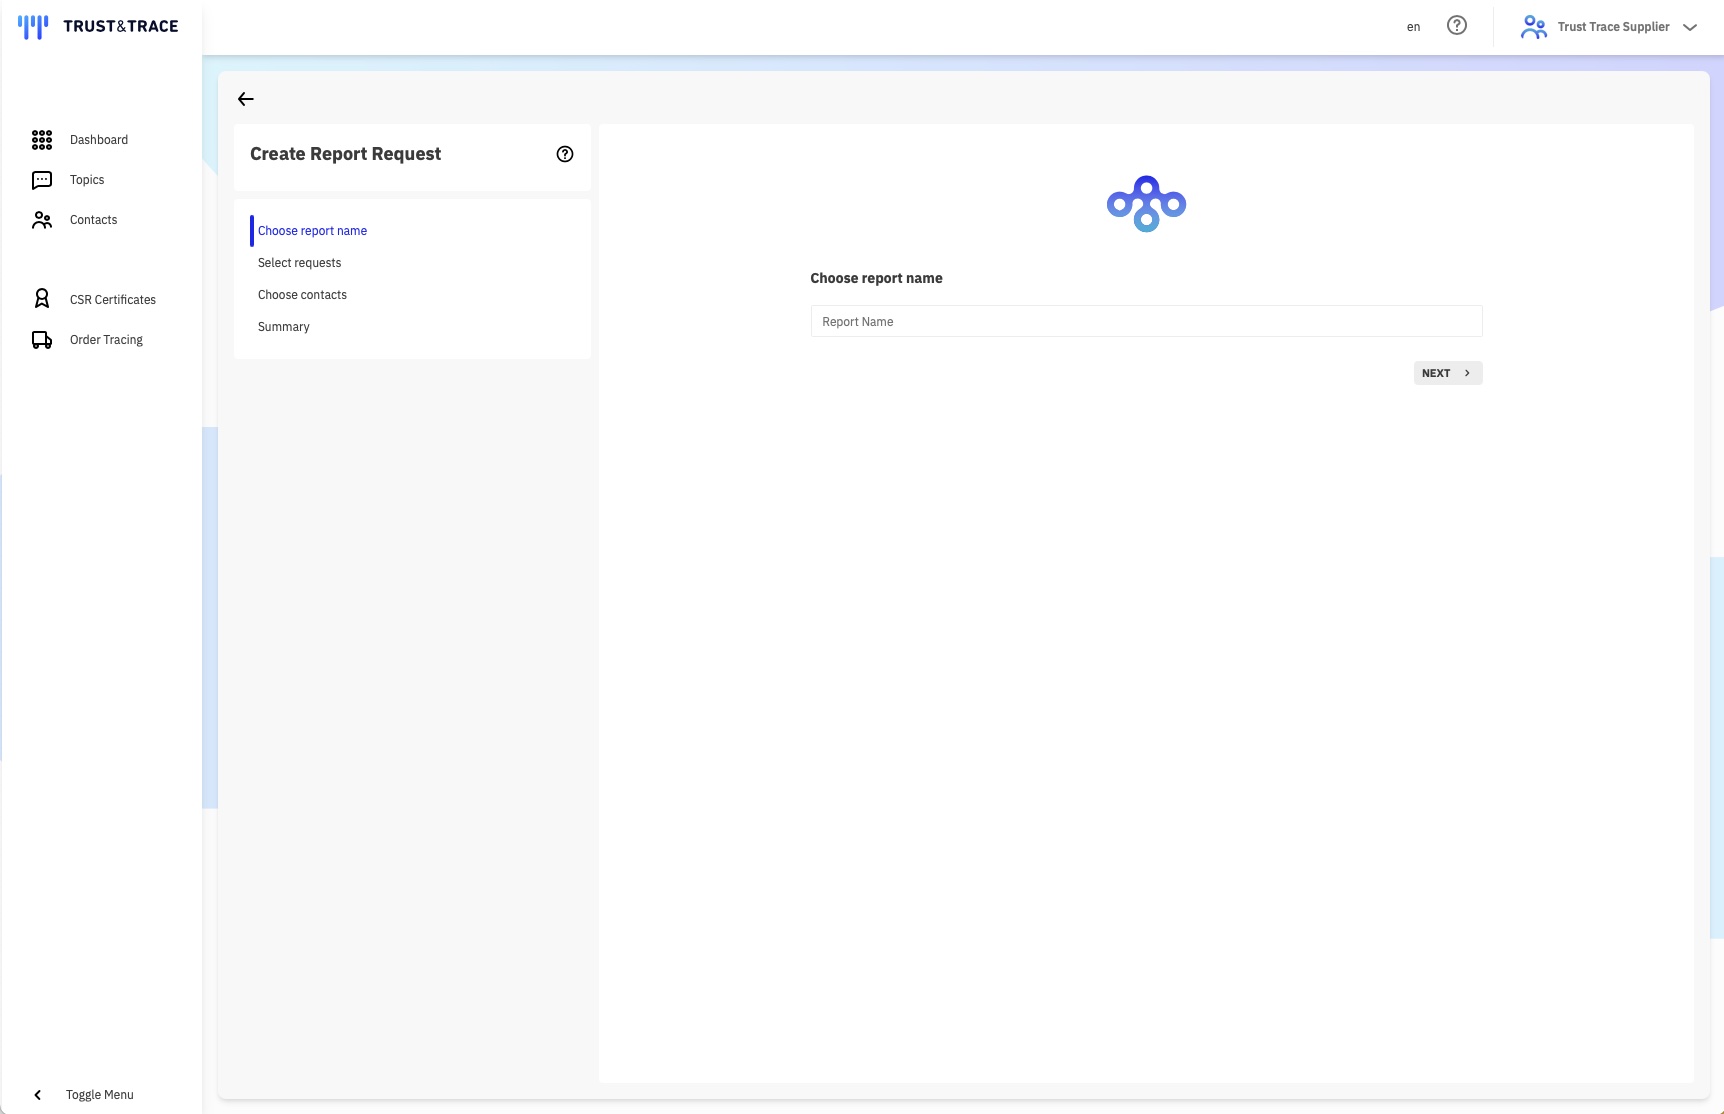 TRUST&TRACE
en
Trust Trace Supplier
Dashboard
Topics
Contacts
CSR Certificates
Order Tracing
Toggle Menu
Create Report Request
Choose report name
Select requests
Choose contacts
Summary
Choose report name
Report Name
NEXT